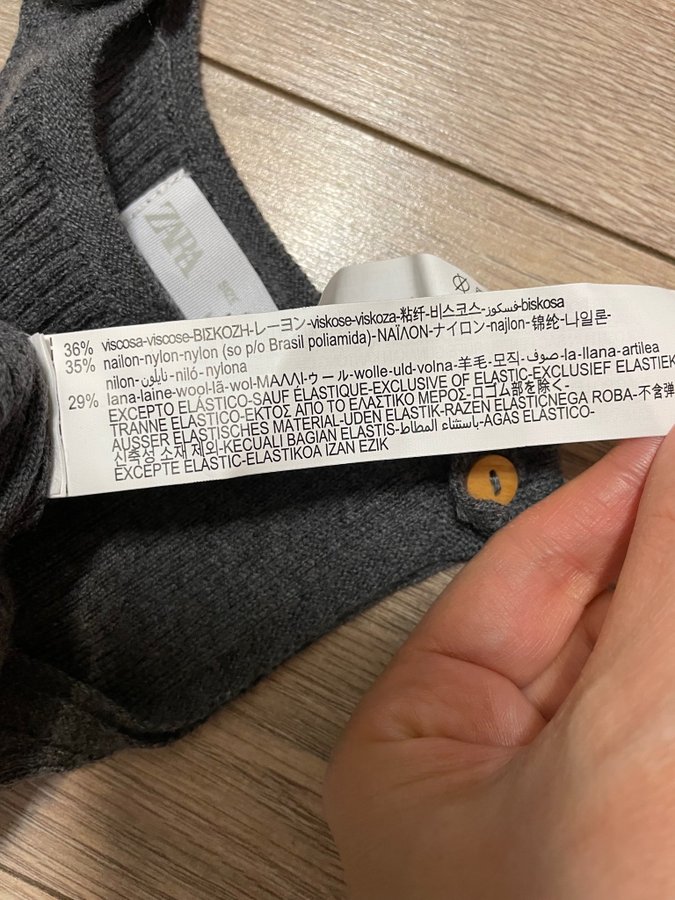 ZARA
36% viscosa-viscose-ΒΙΣΚΟΖΗ-レーヨン-viskose-viskoza-粘纤-비스코스-فسكوز-biskosa
35% nailon-nylon-nylon (so p/o Brasil poliamida)-ΝΑΪΛΟΝ-ナイロン-najlon-锦纶-나일론-
nilon-نايلون-niló-nylona
29% lana-laine-wool-lã-wol-ΜΑΛΛΙ-ウール-wolle-uld-volna-羊毛-모직-صوف-la-llana-artilea
EXCEPTO ELÁSTICO-SAUF ÉLASTIQUE-EXCLUSIVE OF ELASTIC-EXCLUSIEF ELASTIEK
TRANNE ELASTICO-ΕΚΤΟΣ ΑΠΟ ΤΟ ΕΛΑΣΤΙΚΟ ΜΕΡΟΣ-ロゴム部を除く-
AUSSER ELASTISCHES MATERIAL-UDEN ELASTIK-RAZEN ELASTIČNEGA ROBA-不含弹
신축성 소재 제외-KECUALI BAGIAN ELASTIS-باستثناء المطاط-AGAS ELÀSTICO-
EXCEPTE ELÀSTIC-ELASTIKOA IZAN EZIK